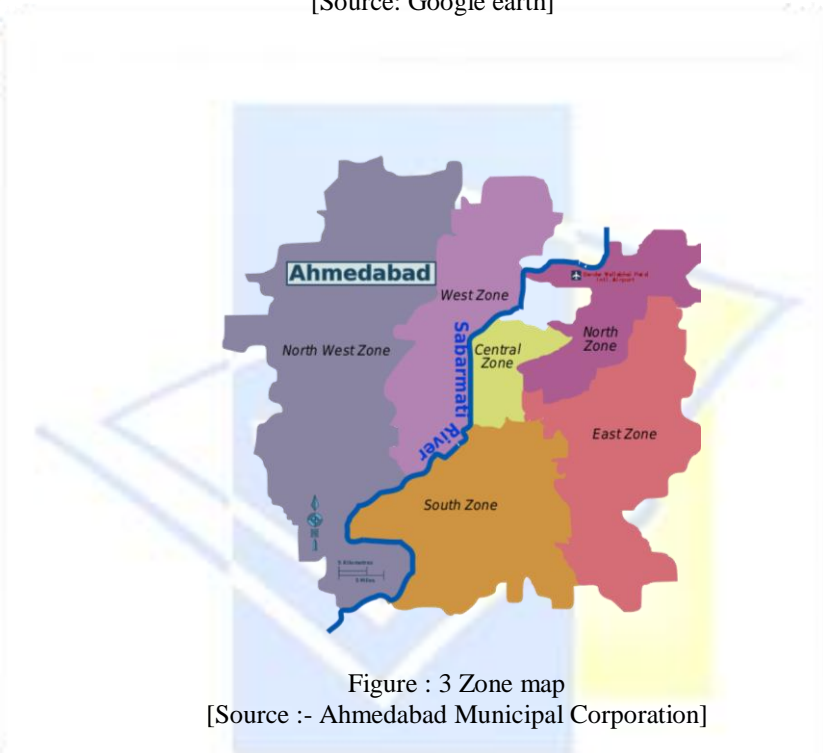 [Source: Google earth]
Ahmedabad
West Zone
North West Zone
Sabarmati River
Central
Zone
North
Zone
East Zone
South Zone
Figure : 3 Zone map
[Source :- Ahmedabad Municipal Corporation]